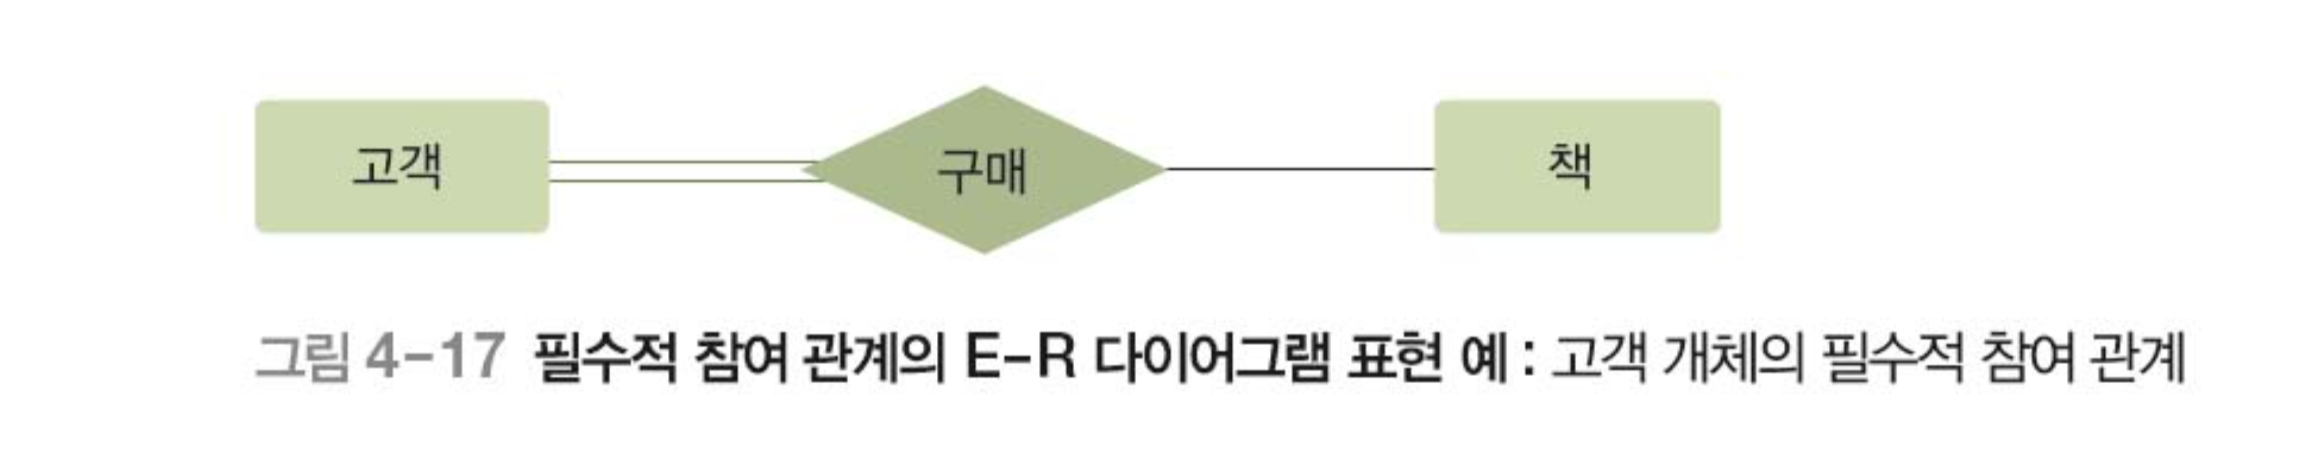 고객 구매 책
그림 4-17 필수적 참여 관계의 E-R 다이어그램 표현 예 : 고객 개체의 필수적 참여 관계